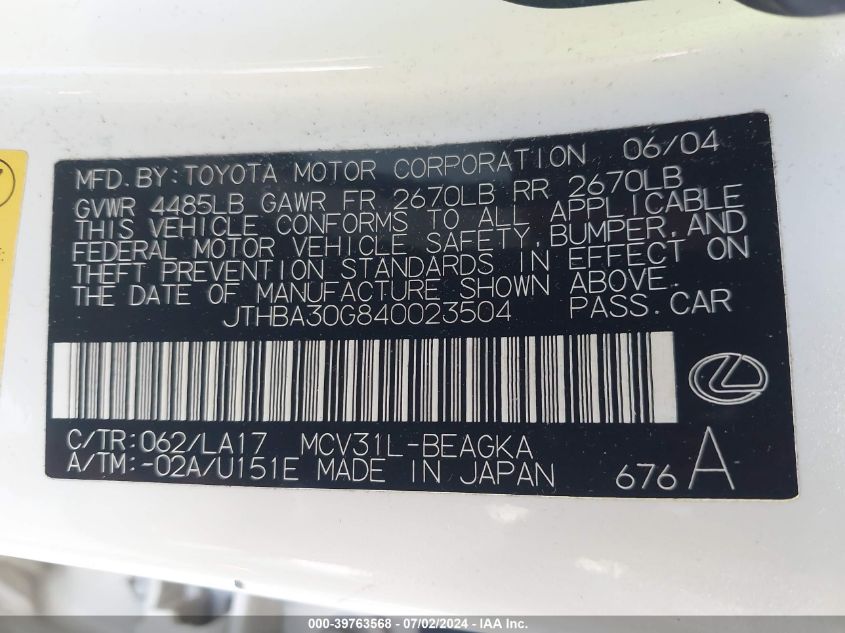 MFD. BY: TOYOTA MOTOR CORPORATION 06/04
GVWR 4485LB GAWR FR 2670LB RR 2670LB
THIS VEHICLE CONFORMS TO ALL APPLICABLE
FEDERAL MOTOR VEHICLE SAFETY, BUMPER, AND
THEFT PREVENTION STANDARDS IN EFFECT ON
THE DATE OF MANUFACTURE SHOWN ABOVE.
JTHBA30G840023504 PASS. CAR
C/TR: 062/LA17 MCV31L-BEAGKA
A/TM: -02A/U151E MADE IN JAPAN
676 A
000-39763568 - 07/02/2024 - IAA Inc.